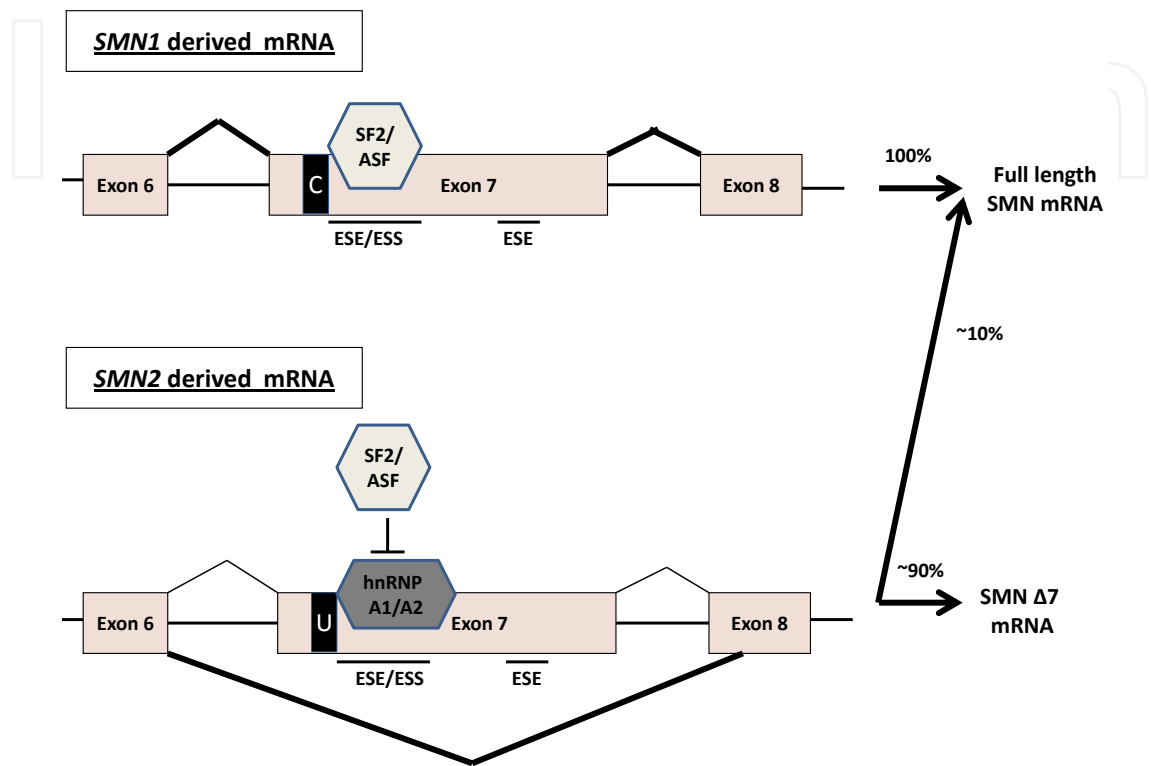 SMN1 derived mRNA
SF2/
ASF
Exon 6
C
Exon 7
Exon 8
ESE/ESS
ESE
100%
Full length
SMN mRNA
~10%
SMN2 derived mRNA
SF2/
ASF
hnRNP
A1/A2
Exon 6
U
Exon 7
Exon 8
ESE/ESS
ESE
~90%
SMN Δ7
mRNA